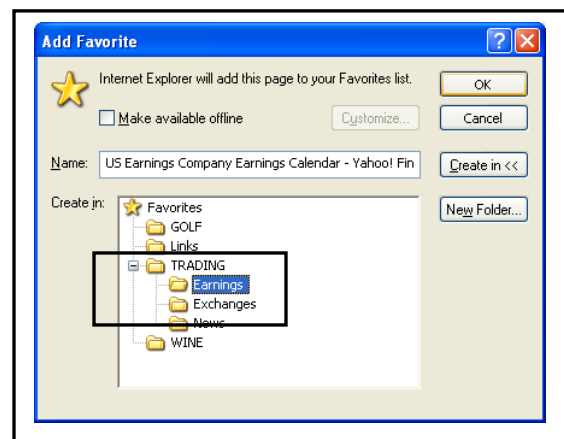 Add Favorite
Internet Explorer will add this page to your Favorites list.
OK
Make available offline
Customize...
Cancel
Name:
US Earnings Company Earnings Calendar - Yahoo! Fin
Create in <<
Create in:
Favorites
New Folder...
GOLF
Links
TRADING
Earnings
Exchanges
News
WINE